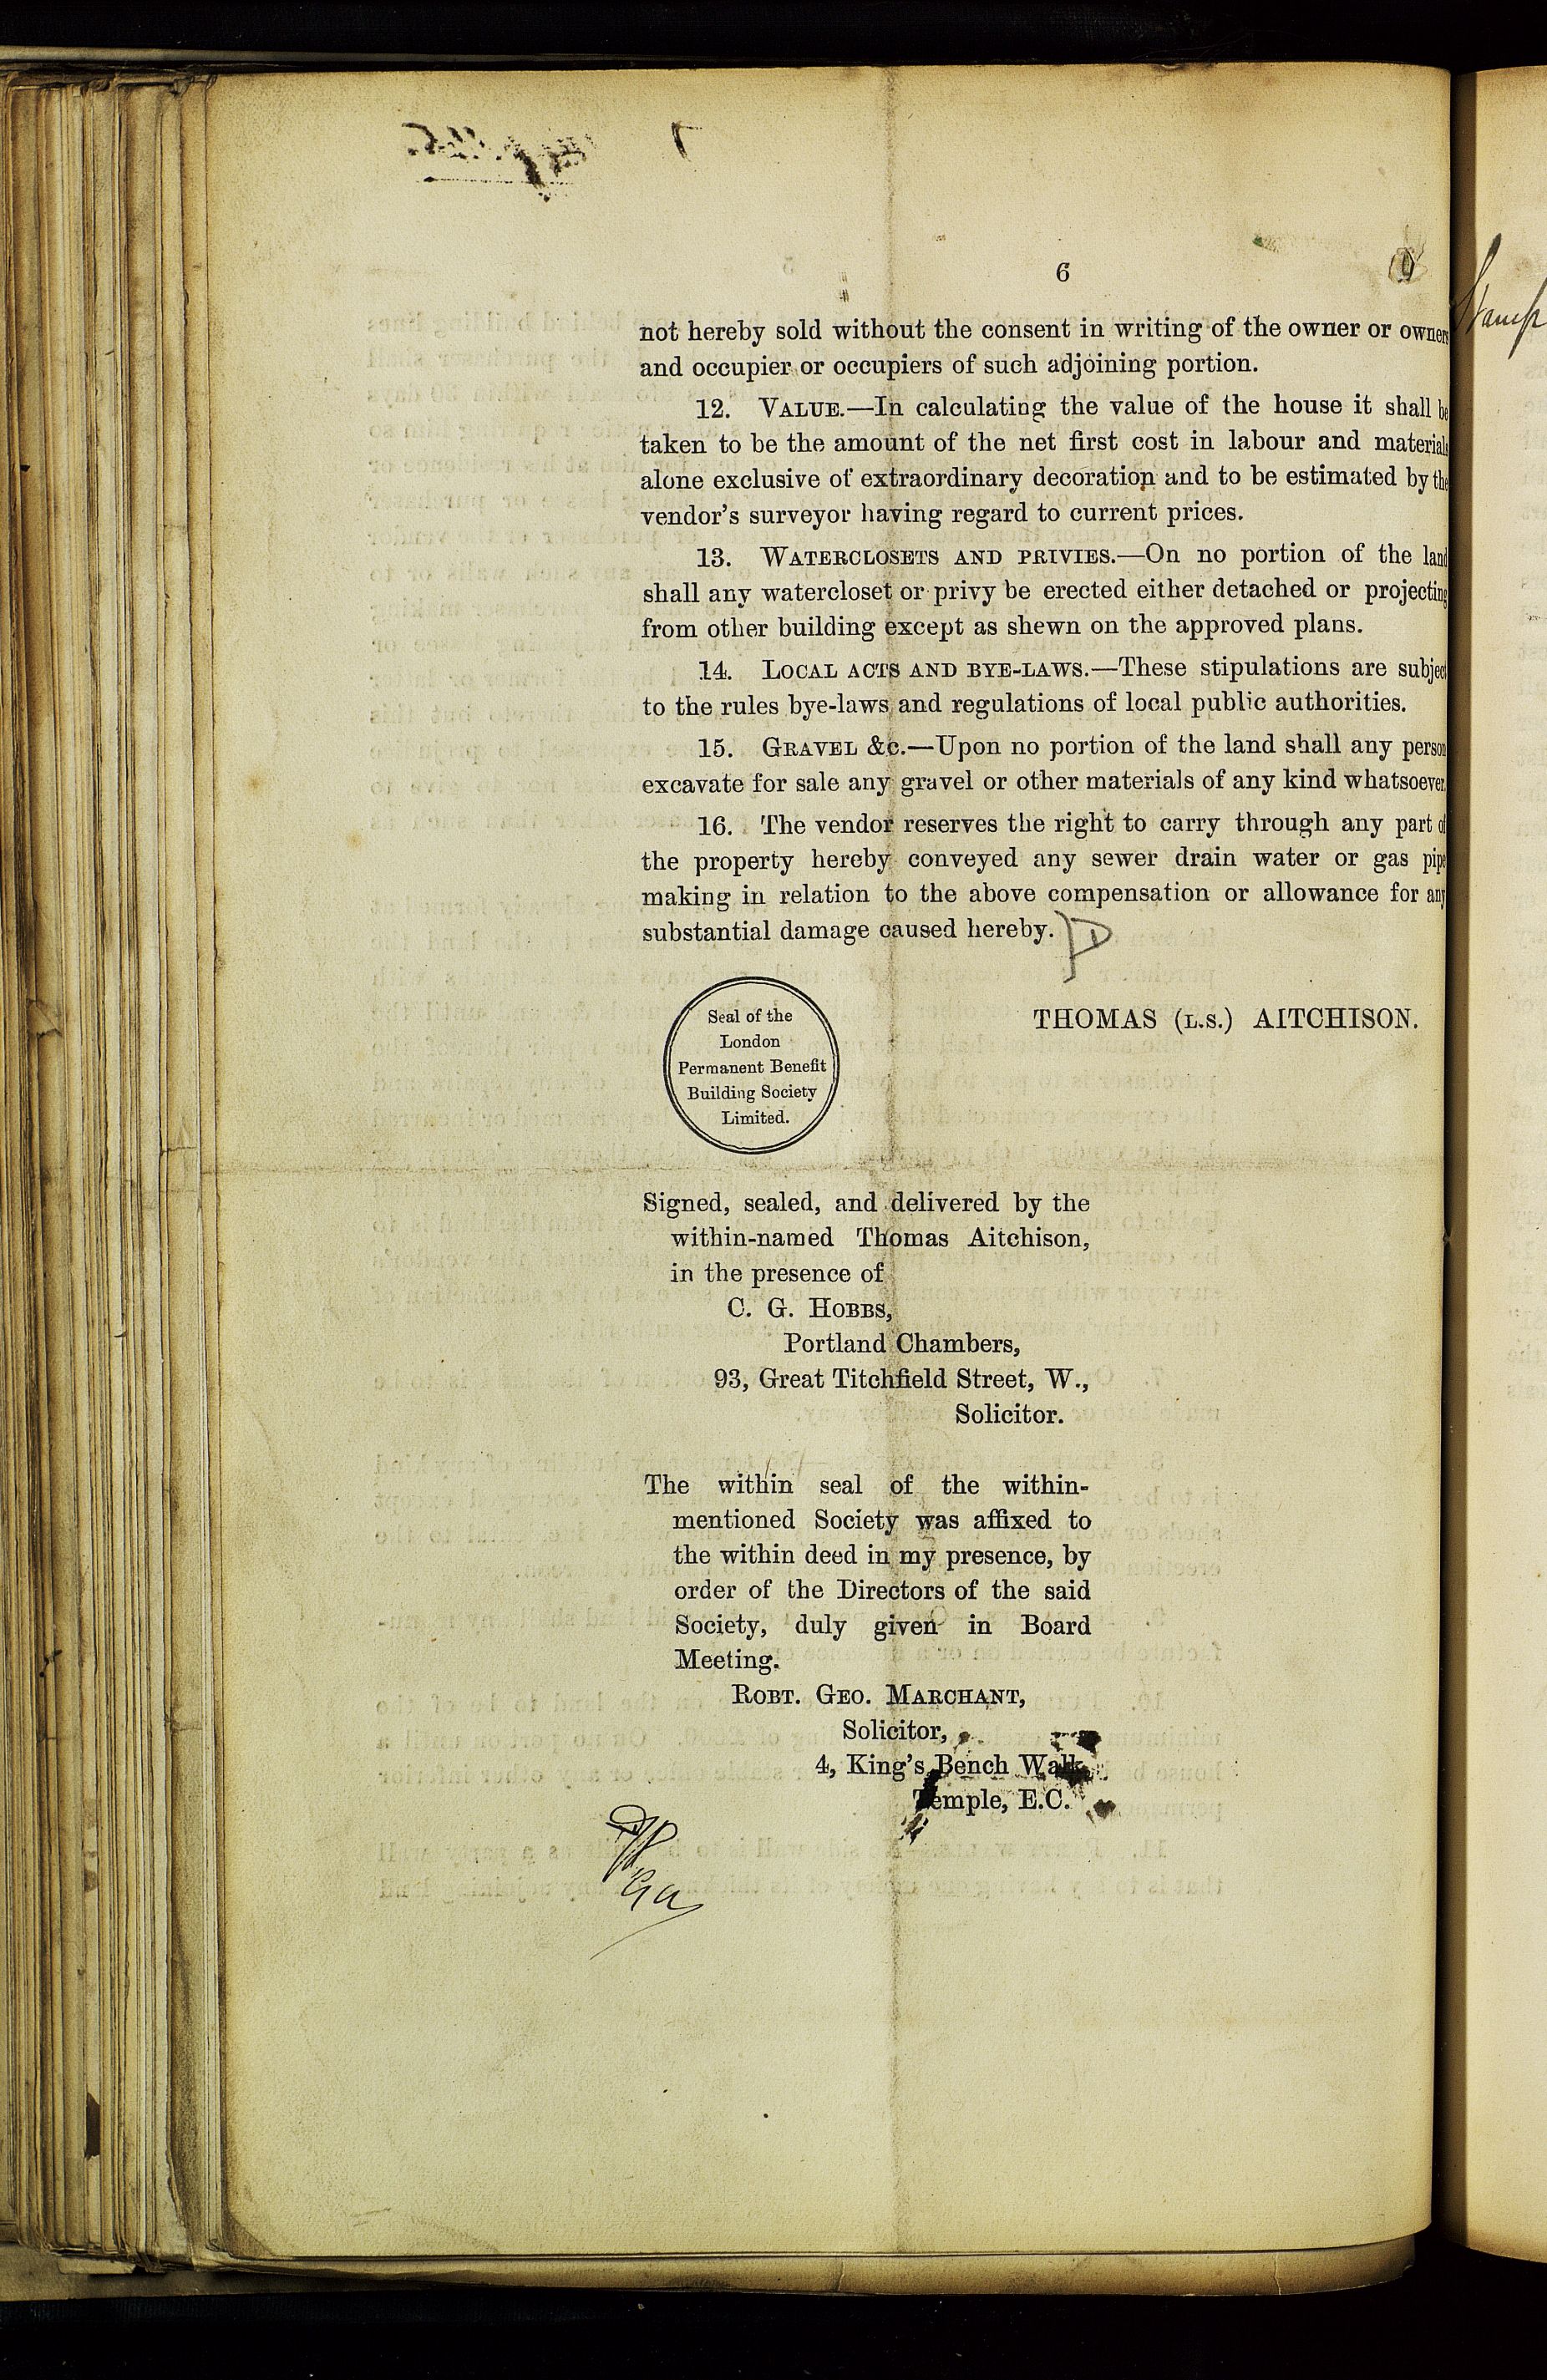 6
not hereby sold without the consent in writing of the owner or owners
and occupier or occupiers of such adjoining portion.
12. VALUE.—In calculating the value of the house it shall be
taken to be the amount of the net first cost in labour and materials
alone exclusive of extraordinary decoration and to be estimated by the
vendor's surveyor having regard to current prices.
13. WATERCLOSETS AND PRIVIES.—On no portion of the land
shall any watercloset or privy be erected either detached or projecting
from other building except as shewn on the approved plans.
14. LOCAL ACTS AND BYE-LAWS.—These stipulations are subject
to the rules bye-laws and regulations of local public authorities.
15. GRAVEL &c.—Upon no portion of the land shall any person
excavate for sale any gravel or other materials of any kind whatsoever.
16. The vendor reserves the right to carry through any part of
the property hereby conveyed any sewer drain water or gas pipe
making in relation to the above compensation or allowance for any
substantial damage caused hereby.
THOMAS (L.S.) AITCHISON.
Seal of the
London
Permanent Benefit
Building Society
Limited.
Signed, sealed, and delivered by the
within-named Thomas Aitchison,
in the presence of
C. G. HOBBS,
Portland Chambers,
93, Great Titchfield Street, W.,
Solicitor.
The within seal of the within-
mentioned Society was affixed to
the within deed in my presence, by
order of the Directors of the said
Society, duly given in Board
Meeting.
ROBT. GEO. MARCHANT,
Solicitor,
4, King's Bench Walk
Temple, E.C.
Stamp